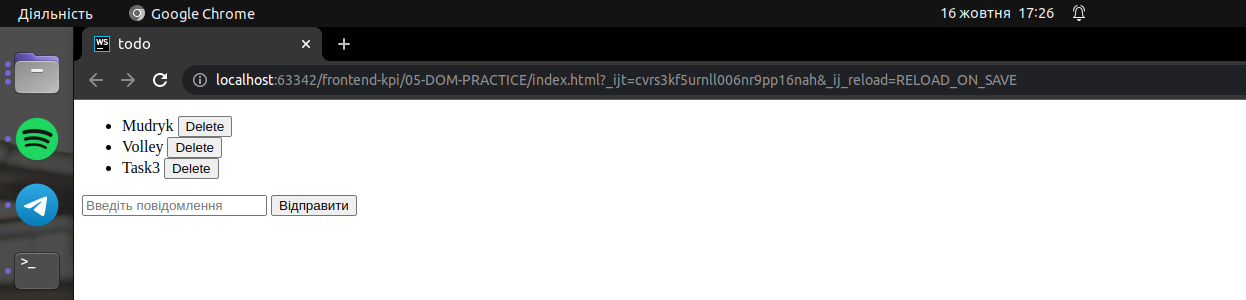 Діяльність Google Chrome 16 жовтня 17:26
WS todo
localhost:63342/frontend-kpi/05-DOM-PRACTICE/index.html?_ijt=cvrs3kf5urnll006nr9pp16nah&_ij_reload=RELOAD_ON_SAVE
Mudryk Delete
Volley Delete
Task3 Delete
Введіть повідомлення Відправити
>_